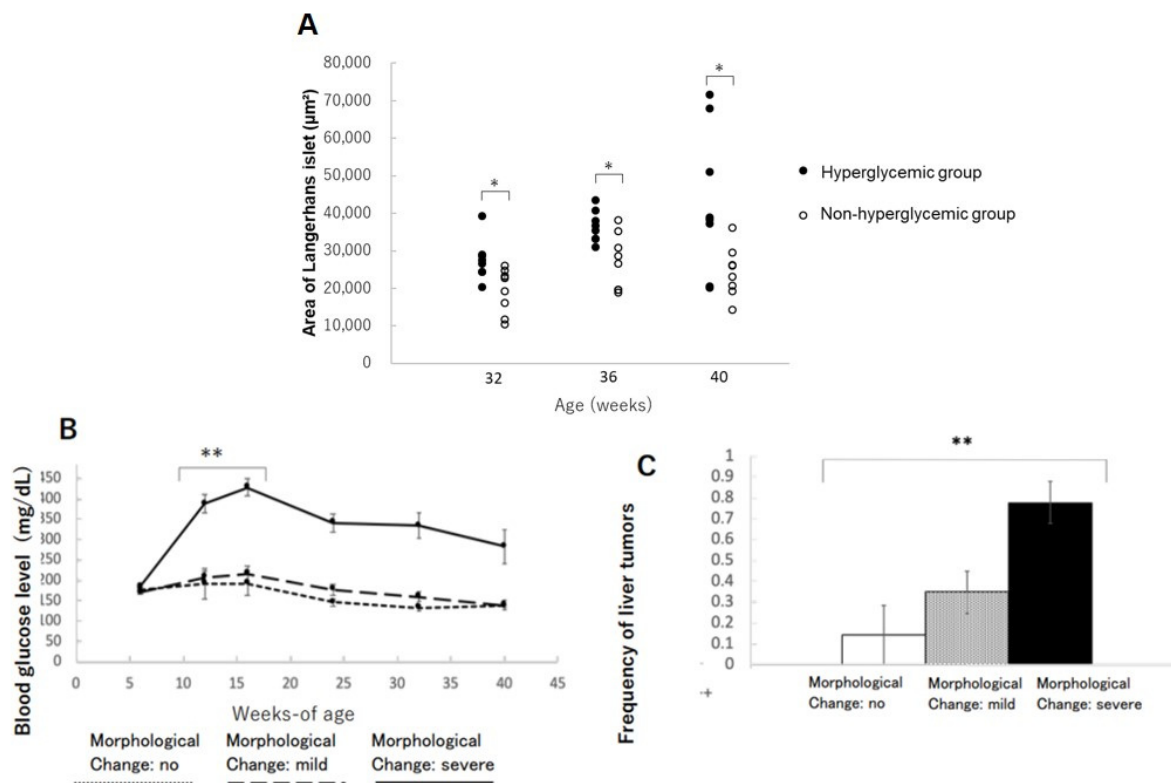 A
Area of Langerhans islet (μm²)
80,000
70,000
60,000
50,000
40,000
30,000
20,000
10,000
0
*
*
*
32
36
40
Age (weeks)
Hyperglycemic group
Non-hyperglycemic group
B
Blood glucose level (mg/dL)
**
400
350
300
250
200
150
100
50
0
0 5 10 15 20 25 30 35 40 45
Weeks-of age
Morphological Change: no
Morphological Change: mild
Morphological Change: severe
C
Frequency of liver tumors
**
1
0.9
0.8
0.7
0.6
0.5
0.4
0.3
0.2
0.1
0
Morphological
Change: no
Morphological
Change: mild
Morphological
Change: severe